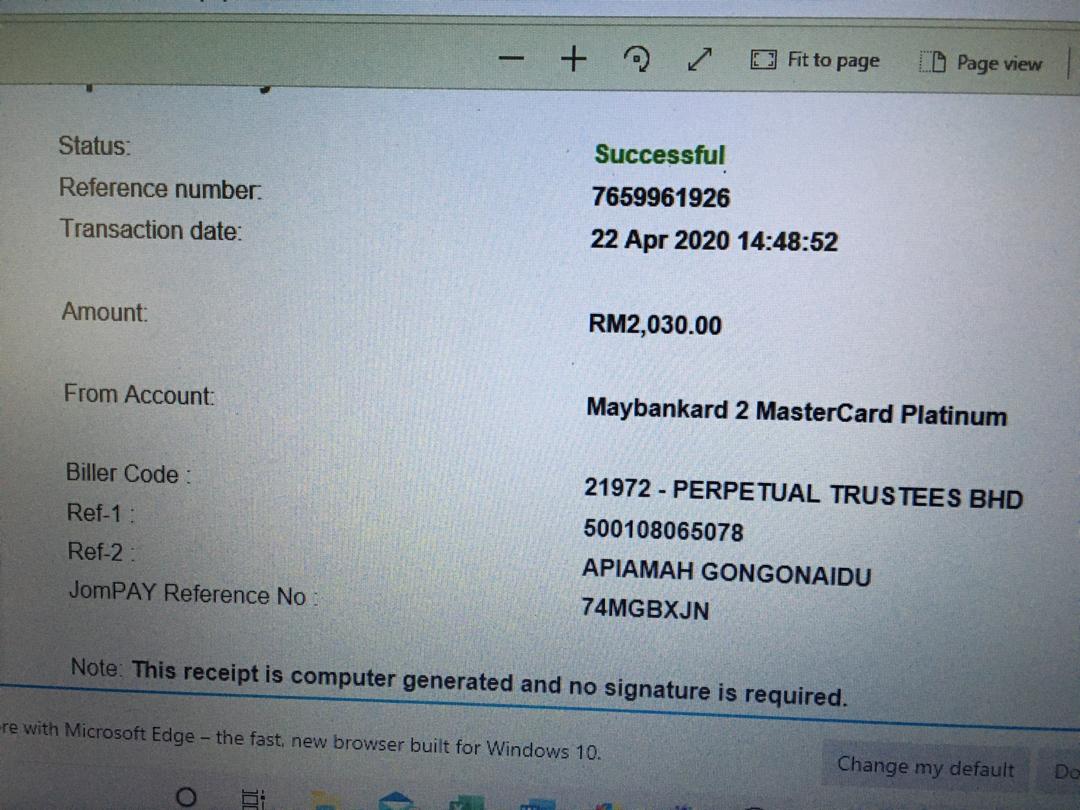 Fit to page
Page view
Status: Successful
Reference number: 7659961926
Transaction date: 22 Apr 2020 14:48:52
Amount: RM2,030.00
From Account: Maybankard 2 MasterCard Platinum
Biller Code : 21972 - PERPETUAL TRUSTEES BHD
Ref-1 : 500108065078
Ref-2 : APIAMAH GONGONAIDU
JomPAY Reference No : 74MGBXJN
Note: This receipt is computer generated and no signature is required.
with Microsoft Edge – the fast, new browser built for Windows 10.
Change my default